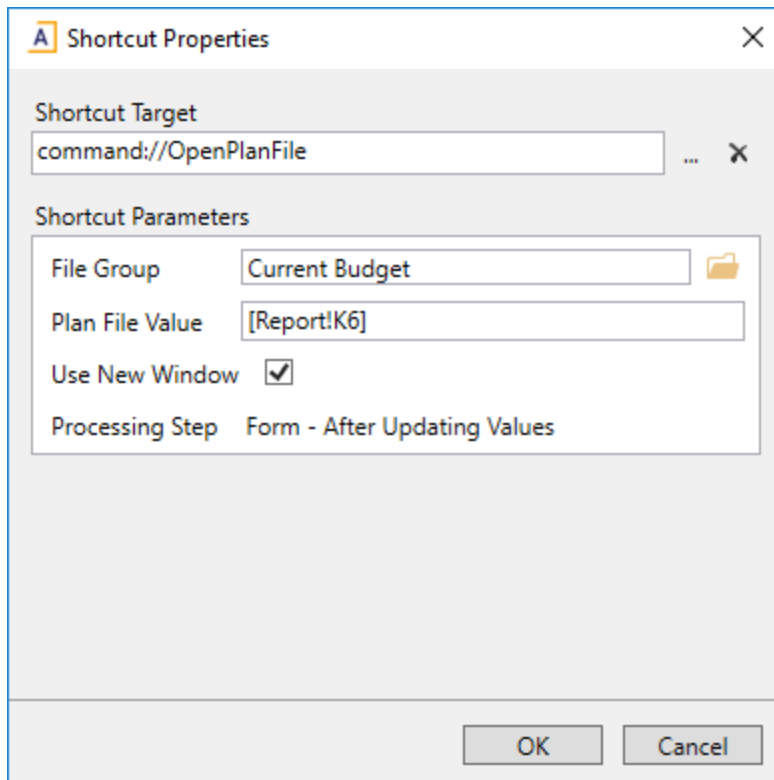 A Shortcut Properties
Shortcut Target
command://OpenPlanFile
...
Shortcut Parameters
File Group Current Budget
Plan File Value [Report!K6]
Use New Window
Processing Step Form - After Updating Values
OK Cancel